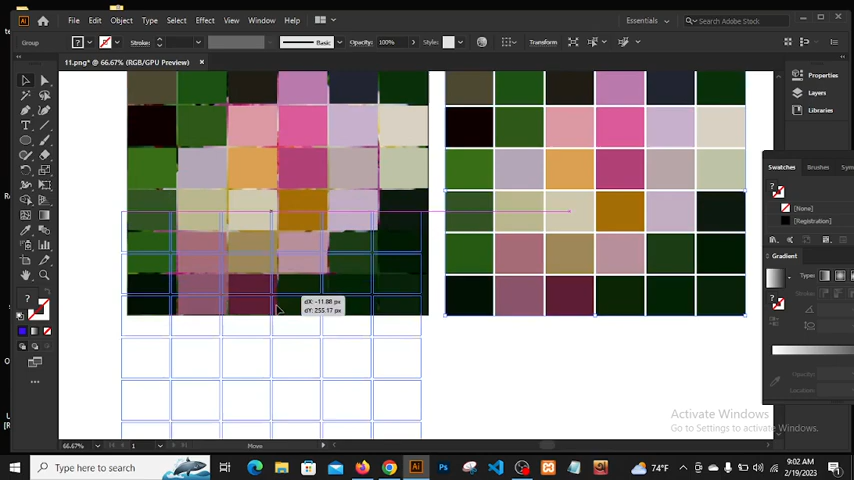 File Edit Object Type Select Effect View Window Help
Essentials
Search Adobe Stock
Group
Stroke:
Basic
Opacity: 100%
Styles
Transform
11.png* @ 66.67% (RGB/GPU Preview)
Properties
Layers
Libraries
Swatches Brushes
[None]
[Registration]
Gradient
Type:
dX: -11.88 px
dY: 255.17 px
Activate Windows
Go to Settings to activate Windows.
66.67% 1 Move
Type here to search
74°F
9:02 AM
2/19/2023